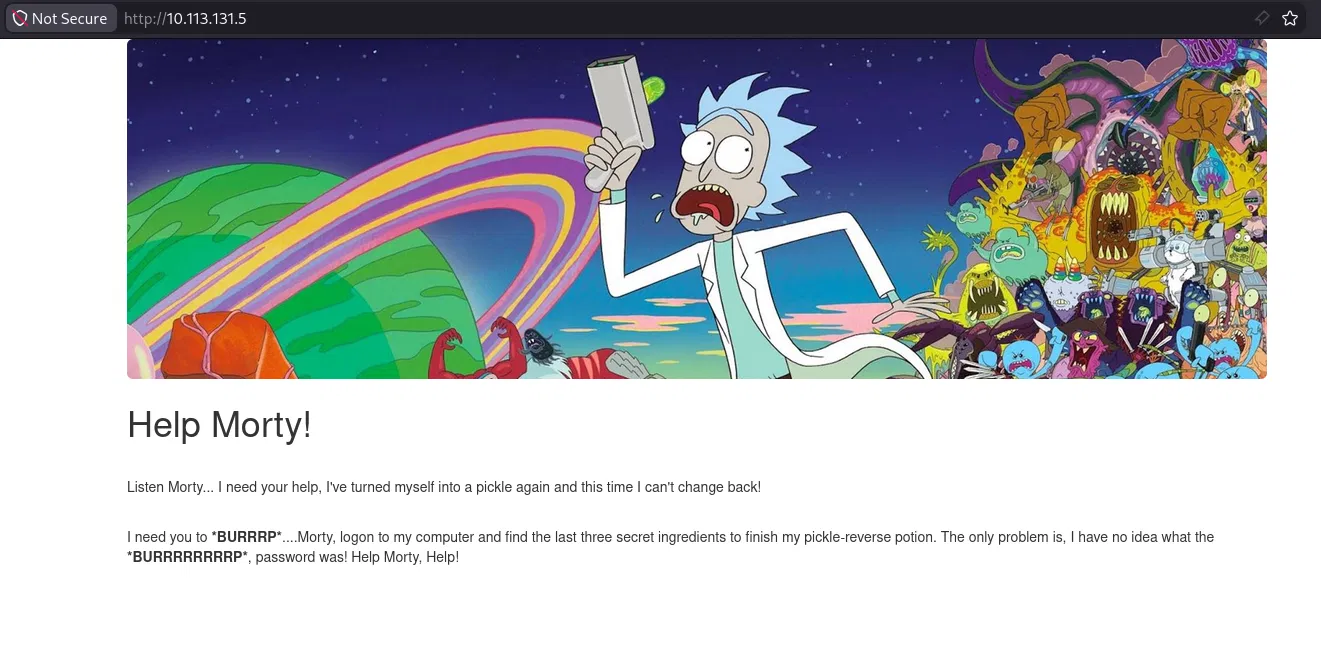 Not Secure http://10.113.131.5
Help Morty!
Listen Morty... I need your help, I've turned myself into a pickle again and this time I can't change back!
I need you to *BURRRP*....Morty, logon to my computer and find the last three secret ingredients to finish my pickle-reverse potion. The only problem is, I have no idea what the
*BURRRRRRRRP*, password was! Help Morty, Help!